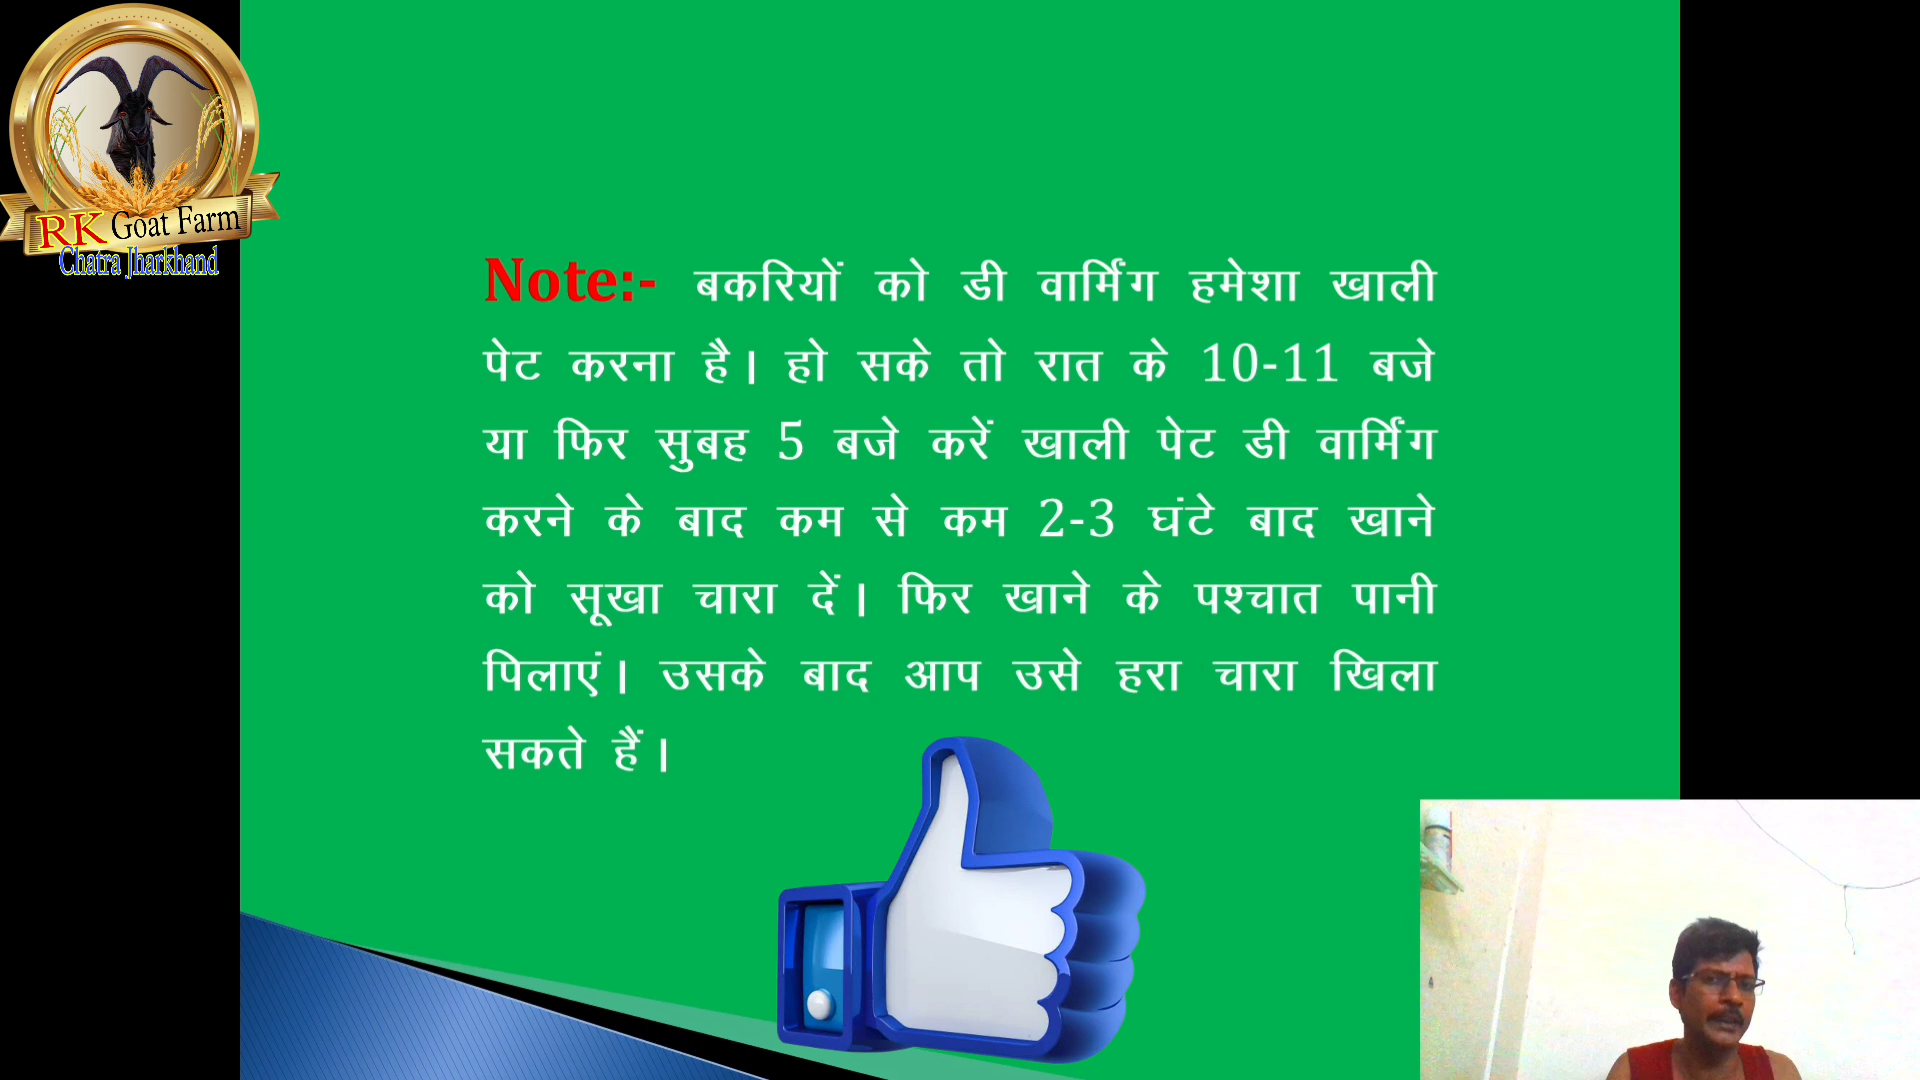 RK Goat Farm
Chatra Jharkhand
Note:- बकरियों को डी वार्मिंग हमेशा खाली
पेट करना है। हो सके तो रात के 10-11 बजे
या फिर सुबह 5 बजे करें खाली पेट डी वार्मिंग
करने के बाद कम से कम 2-3 घंटे बाद खाने
को सूखा चारा दें। फिर खाने के पश्चात पानी
पिलाएं। उसके बाद आप उसे हरा चारा खिला
सकते हैं।